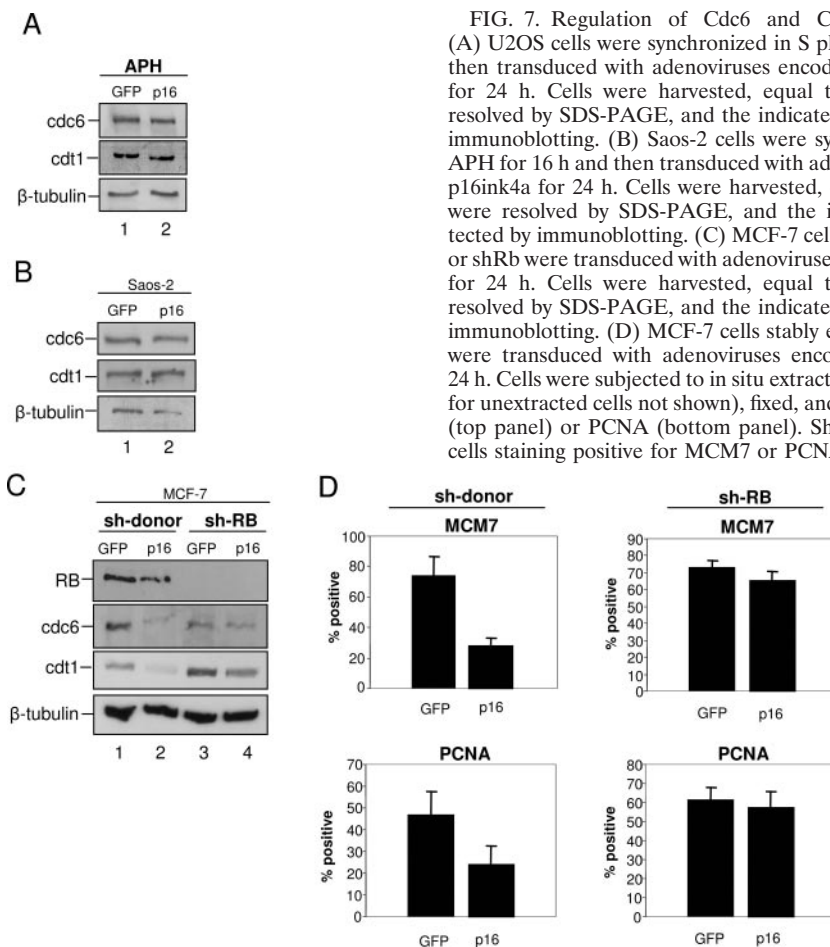 FIG. 7. Regulation of Cdc6 and C
(A) U2OS cells were synchronized in S pl
then transduced with adenoviruses encod
for 24 h. Cells were harvested, equal t
resolved by SDS-PAGE, and the indicate
immunoblotting. (B) Saos-2 cells were sy
APH for 16 h and then transduced with ad
p16ink4a for 24 h. Cells were harvested,
were resolved by SDS-PAGE, and the i
tected by immunoblotting. (C) MCF-7 cel
or shRb were transduced with adenoviruse
for 24 h. Cells were harvested, equal t
resolved by SDS-PAGE, and the indicate
immunoblotting. (D) MCF-7 cells stably e
were transduced with adenoviruses enco
24 h. Cells were subjected to in situ extract
for unextracted cells not shown), fixed, and
(top panel) or PCNA (bottom panel). Sh
cells staining positive for MCM7 or PCNA
A
APH
GFP p16
cdc6
cdt1
β-tubulin
1 2
B
Saos-2
GFP p16
cdc6
cdt1
β-tubulin
1 2
C
MCF-7
sh-donor sh-RB
GFP p16 GFP p16
RB
cdc6
cdt1
β-tubulin
1 2 3 4
D
sh-donor
MCM7
% positive
100
80
60
40
20
0
GFP p16
sh-RB
MCM7
% positive
90
80
70
60
50
40
30
20
10
0
GFP p16
PCNA
% positive
70
60
50
40
30
20
10
0
GFP p16
PCNA
% positive
80
70
60
50
40
30
20
10
0
GFP p16